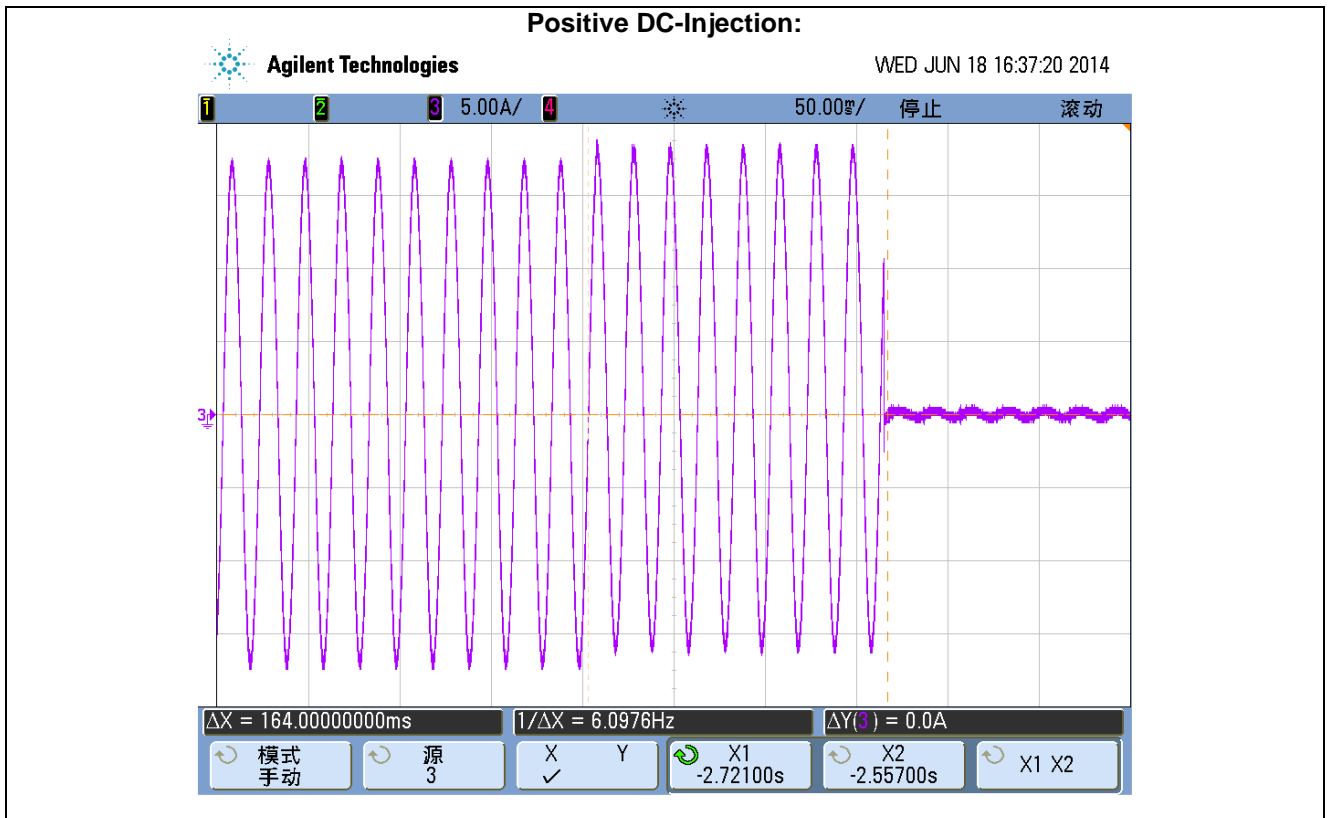 Positive DC-Injection:
Agilent Technologies
WED JUN 18 16:37:20 2014
1 2 3 5.00A/ 4 50.00㎳/ 停止 滚动
3
ΔX = 164.00000000ms 1/ΔX = 6.0976Hz ΔY(3) = 0.0A
模式 源 X Y X1 X2 X1 X2
手动 3 ✓ -2.72100s -2.55700s